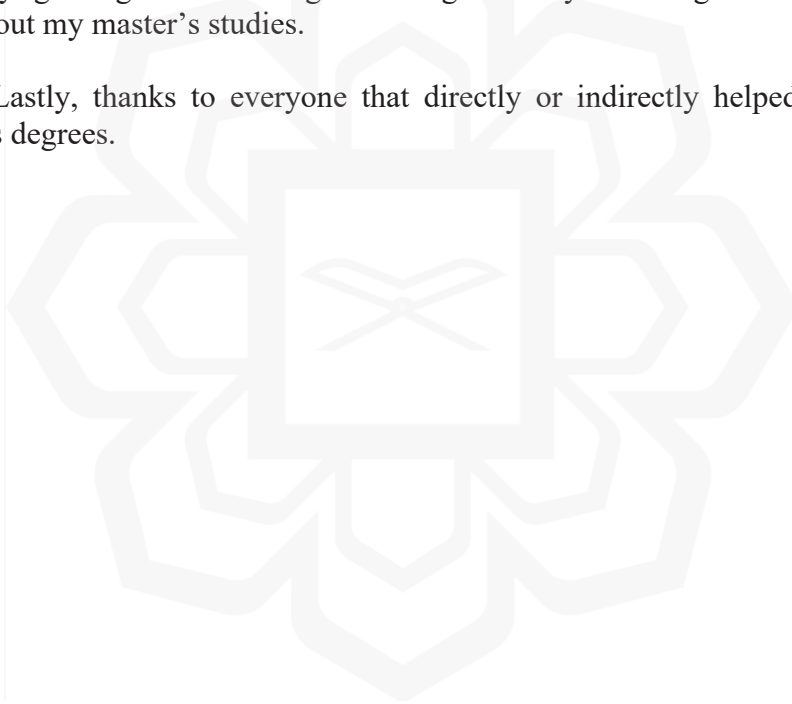 out my master's studies.
Lastly, thanks to everyone that directly or indirectly helped
degrees.